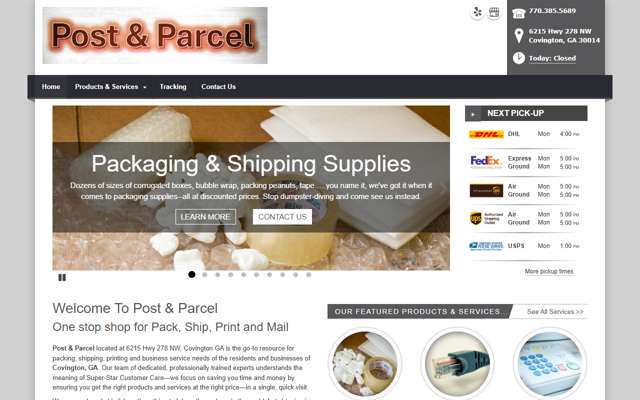 Post & Parcel
770.385.5689
6215 Hwy 278 NW
Covington, GA 30014
Today: Closed
Home
Products & Services
Tracking
Contact Us
Packaging & Shipping Supplies
Dozens of sizes of corrugated boxes, bubble wrap, packing peanuts, tape.... you name it, we've got it when it
comes to packaging supplies--all at discounted prices. Stop dumpster-diving and come see us instead.
LEARN MORE
CONTACT US
NEXT PICK-UP
DHL DHL Mon 4:00 PM
FedEx Express Mon 5:00 PM
Ground Mon 5:00 PM
Air Mon 5:00 PM
Ground Mon 5:00 PM
ups Authorized Shipping Outlet Air Mon 5:00 PM
Ground Mon 5:00 PM
USPS Mon 1:00 PM
More pickup times
Welcome To Post & Parcel
One stop shop for Pack, Ship, Print and Mail
Post & Parcel located at 6215 Hwy 278 NW, Covington GA is the go-to resource for
packing, shipping, printing and business service needs of the residents and businesses of
Covington, GA. Our team of dedicated, professionally trained experts understands the
meaning of Super-Star Customer Care—we focus on saving you time and money by
ensuring you get the right products and services at the right price—in a single, quick visit.
OUR FEATURED PRODUCTS & SERVICES...
See All Services >>